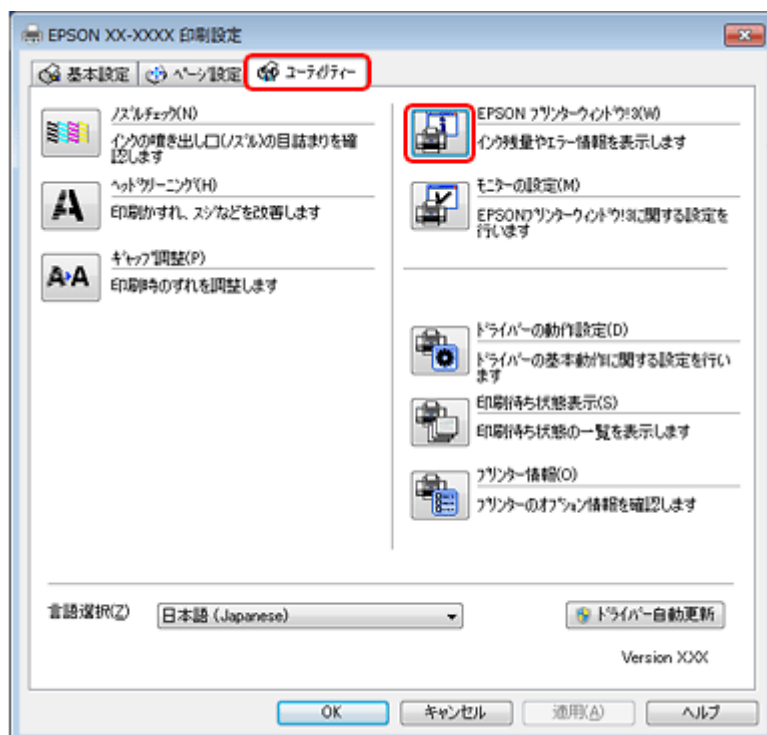 EPSON XX-XXXX 印刷設定
基本設定
ページ設定
ユーティリティー
ノズルチェック(N)
インクの噴き出し口(ノズル)の目詰まりを確
認します
ヘッドクリーニング(H)
印刷かすれ、スジなどを改善します
ギャップ調整(P)
印刷時のずれを調整します
EPSON プリンターウィンドウ!3(W)
インク残量やエラー情報を表示します
モニターの設定(M)
EPSONプリンターウィンドウ!3に関する設定を
行います
ドライバーの動作設定(D)
ドライバーの基本動作に関する設定を行い
ます
印刷待ち状態表示(S)
印刷待ち状態の一覧を表示します
プリンター情報(O)
プリンターのオプション情報を確認します
言語選択(Z)
日本語 (Japanese)
ドライバー自動更新
Version XXX
OK
キャンセル
適用(A)
ヘルプ